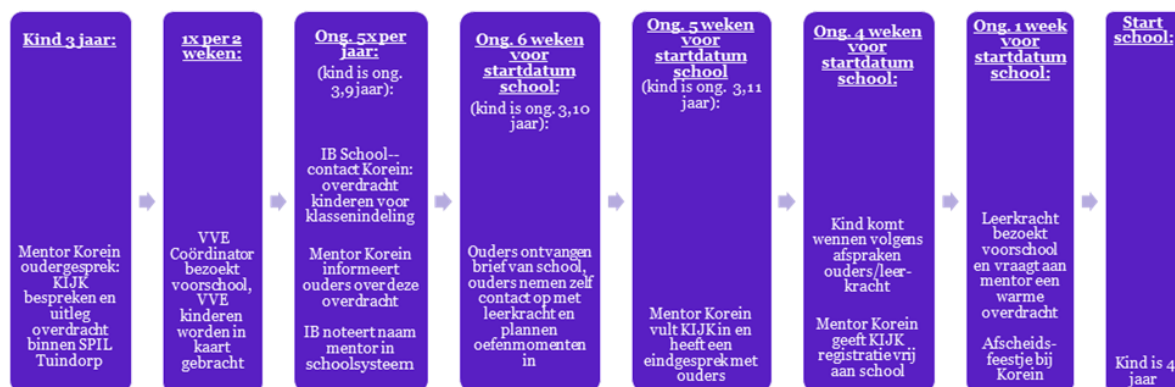 Kind 3 jaar:
Mentor Korein
oudergesprek:
KIJK
bespreken en
uitleg
overdracht
binnen SPIL
Tuindorp
1x per 2
weken:
VVE
Coördinator
bezoekt
voorschool,
VVE
kinderen
worden in
kaart
gebracht
Ong. 5x per
jaar:
(kind is ong.
3,9 jaar):
IB School--
contact Korein:
overdracht
kinderen voor
klassenindeling
Mentor Korein
informeert
ouders over deze
overdracht
IB noteert naam
mentor in
schoolsysteem
Ong. 6 weken
voor
startdatum
school:
(kind is ong. 3,10
jaar):
Ouders ontvangen
brief van school,
ouders nemen zelf
contact op met
leerkracht en
plannen
oefenmomenten
in
Ong. 5 weken
voor
startdatum
school
(kind is ong. 3,11
jaar):
Mentor Korein
vult KIJK in en
heeft een
eindgesprek met
ouders
Ong. 4 weken
voor
startdatum
school:
Kind komt
wennen volgens
afspraken
ouders/leer-
kracht
Mentor Korein
geeft KIJK
registratie vrij
aan school
Ong. 1 week
voor
startdatum
school:
Leerkracht
bezoekt
voorschool
en vraagt aan
mentor een
warme
overdracht
Afscheids-
feestje bij
Korein
Start
school:
Kind is 4
jaar